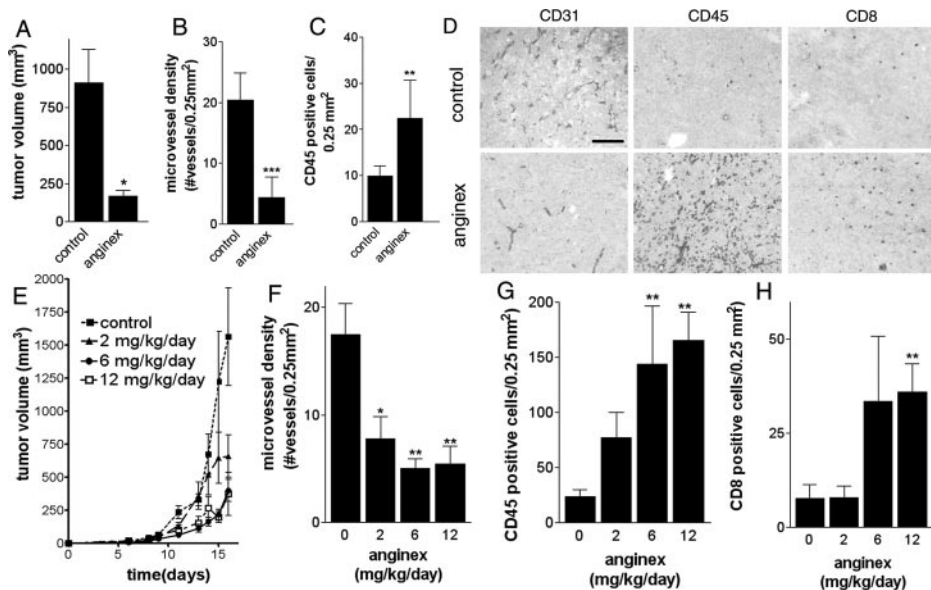 A
tumor volume (mm³)
1000
750
500
250
0
*
control
anginex
B
microvessel density
(#vessels/0.25mm²)
30
20
10
0
***
control
anginex
C
CD45 positive cells/
0.25 mm²
40
30
20
10
0
**
control
anginex
D
CD31 CD45 CD8
control
anginex
E
tumor volume (mm³)
2000
1750
1500
1250
1000
750
500
250
0
control
2 mg/kg/day
6 mg/kg/day
12 mg/kg/day
0 5 10 15
time(days)
F
microvessel density
(#vessels/0.25mm²)
20
10
0
* ** **
0 2 6 12
anginex
(mg/kg/day)
G
CD45 positive cells/0.25 mm²)
200
150
100
50
0
** **
0 2 6 12
anginex
(mg/kg/day)
H
CD8 positive cells/0.25 mm²)
50
25
0
**
0 2 6 12
anginex
(mg/kg/day)